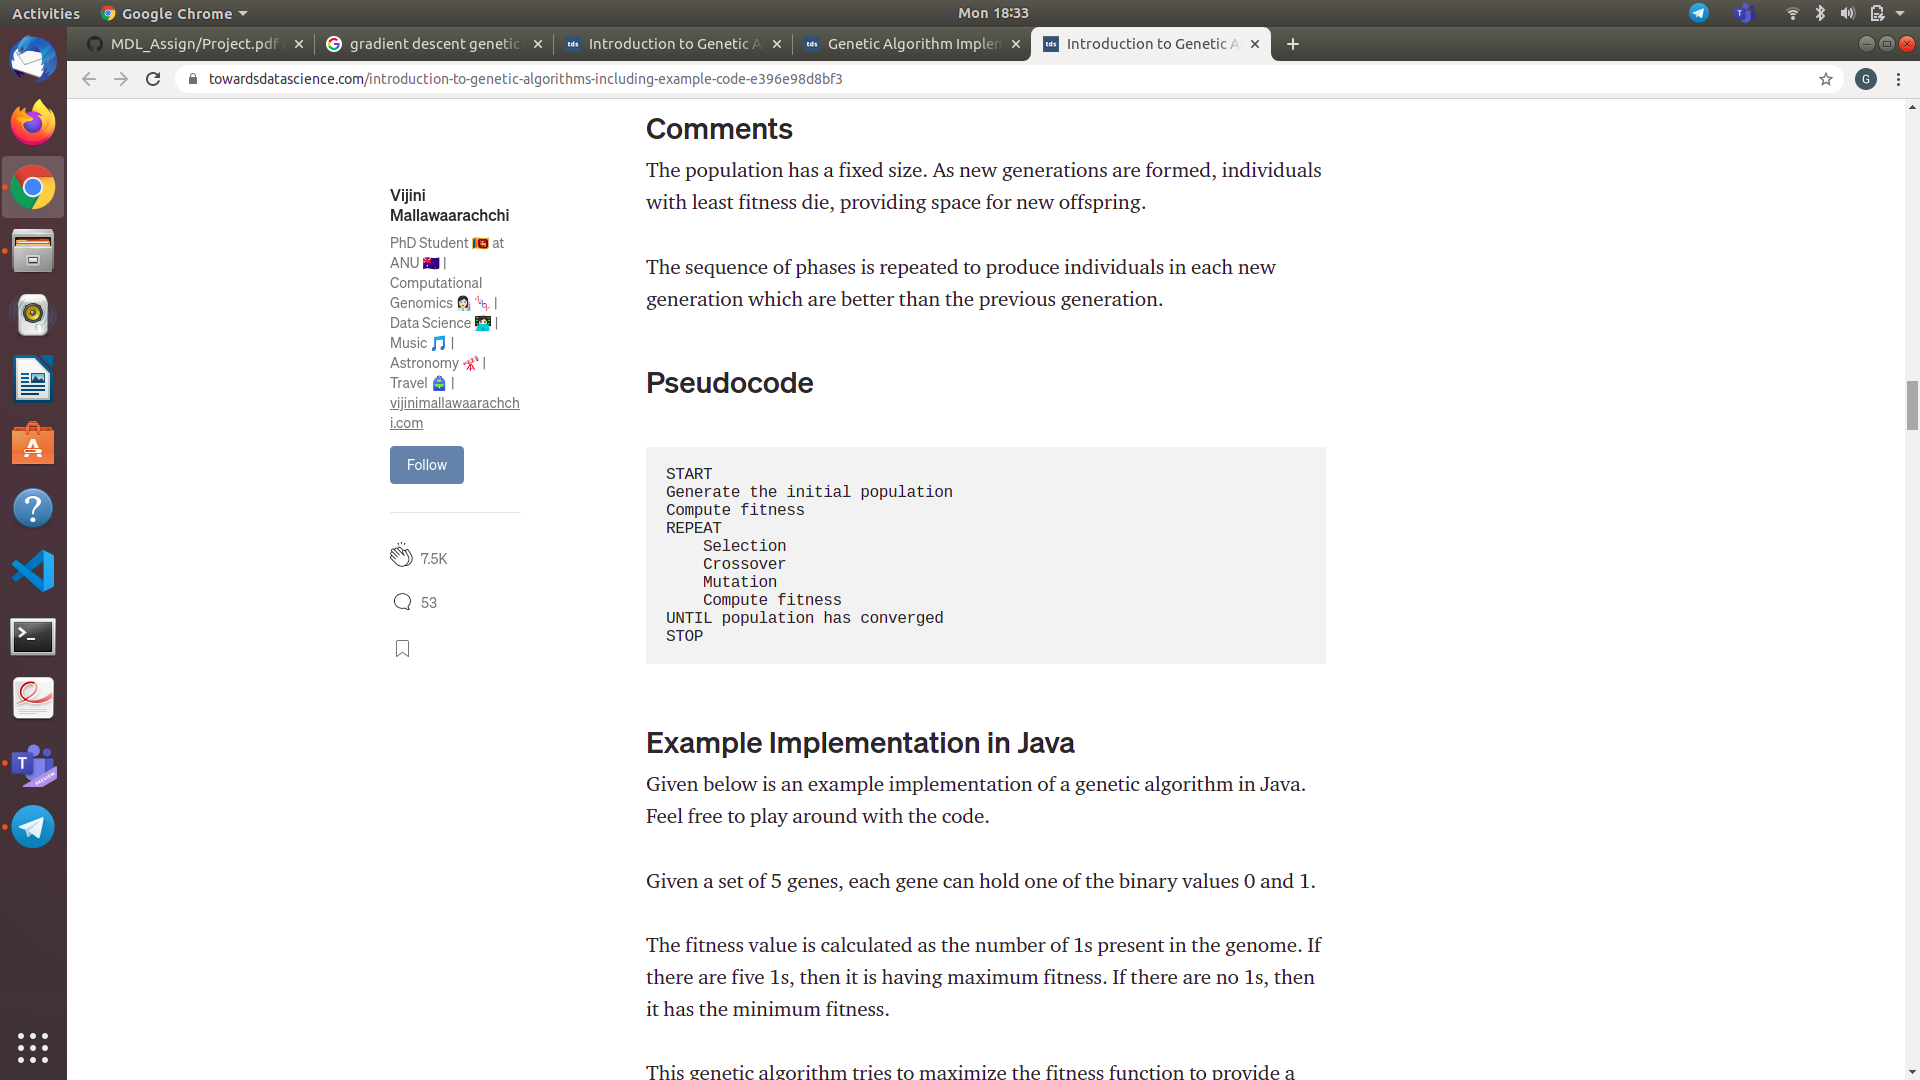 Activities
Google Chrome
Mon 18:33
MDL_Assign/Project.pdf
gradient descent genetic
Introduction to Genetic A
Genetic Algorithm Implem
Introduction to Genetic A
towardsdatascience.com/introduction-to-genetic-algorithms-including-example-code-e396e98d8bf3
G
Vijini
Mallawaarachchi
PhD Student 🇱🇰 at
ANU 🇦🇺 |
Computational
Genomics 👩🏻‍🔬 🧬 |
Data Science 👩🏻‍💻 |
Music 🎵 |
Astronomy 🔭 |
Travel 🎒 |
vijinimallawaarachch
i.com
Follow
7.5K
53
Comments
The population has a fixed size. As new generations are formed, individuals
with least fitness die, providing space for new offspring.
The sequence of phases is repeated to produce individuals in each new
generation which are better than the previous generation.
Pseudocode
START
Generate the initial population
Compute fitness
REPEAT
    Selection
    Crossover
    Mutation
    Compute fitness
UNTIL population has converged
STOP
Example Implementation in Java
Given below is an example implementation of a genetic algorithm in Java.
Feel free to play around with the code.
Given a set of 5 genes, each gene can hold one of the binary values 0 and 1.
The fitness value is calculated as the number of 1s present in the genome. If
there are five 1s, then it is having maximum fitness. If there are no 1s, then
it has the minimum fitness.
This genetic algorithm tries to maximize the fitness function to provide a